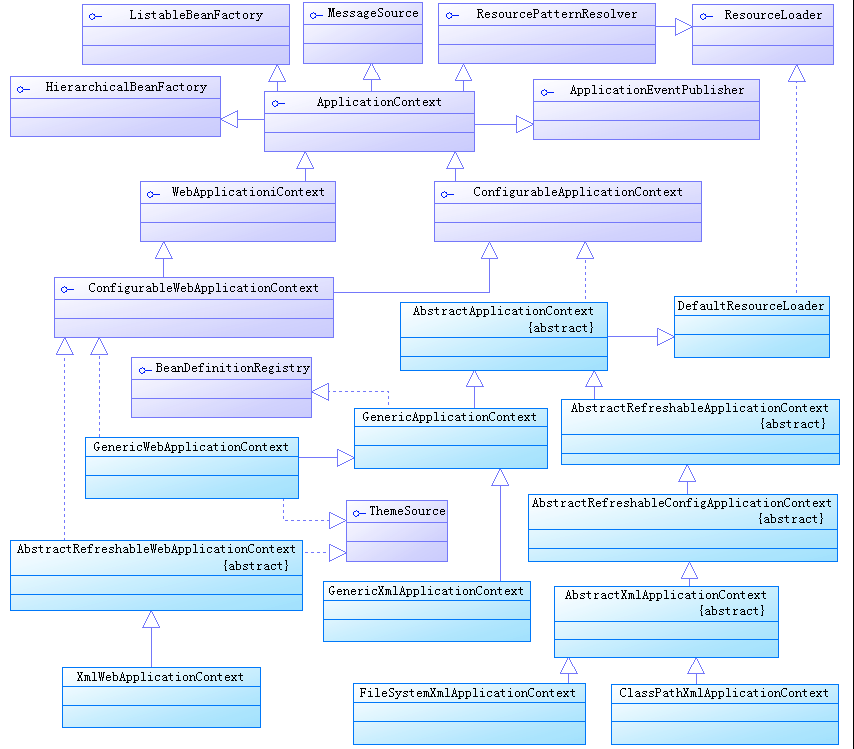 ListableBeanFactory
MessageSource
ResourcePatternResolver
ResourceLoader
HierarchicalBeanFactory
ApplicationContext
ApplicationEventPublisher
WebApplicationiContext
ConfigurableApplicationContext
ConfigurableWebApplicationContext
AbstractApplicationContext
{abstract}
DefaultResourceLoader
BeanDefinitionRegistry
GenericApplicationContext
AbstractRefreshableApplicationContext
{abstract}
GenericWebApplicationContext
ThemeSource
AbstractRefreshableConfigApplicationContext
{abstract}
AbstractRefreshableWebApplicationContext
{abstract}
GenericXmlApplicationContext
AbstractXmlApplicationContext
{abstract}
XmlWebApplicationContext
FileSystemXmlApplicationContext
ClassPathXmlApplicationContext